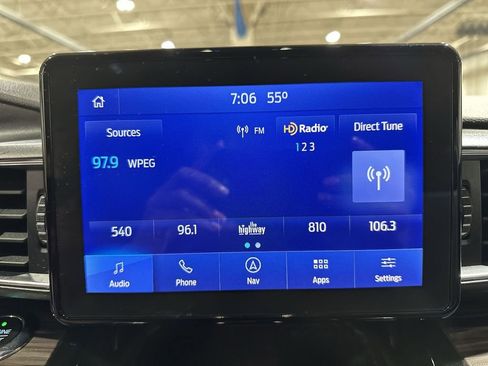 7:06 55°
Sources FM HD Radio Direct Tune
1 2 3
97.9 WPEG
540 96.1 the highway 810 106.3
Audio Phone Nav Apps Settings